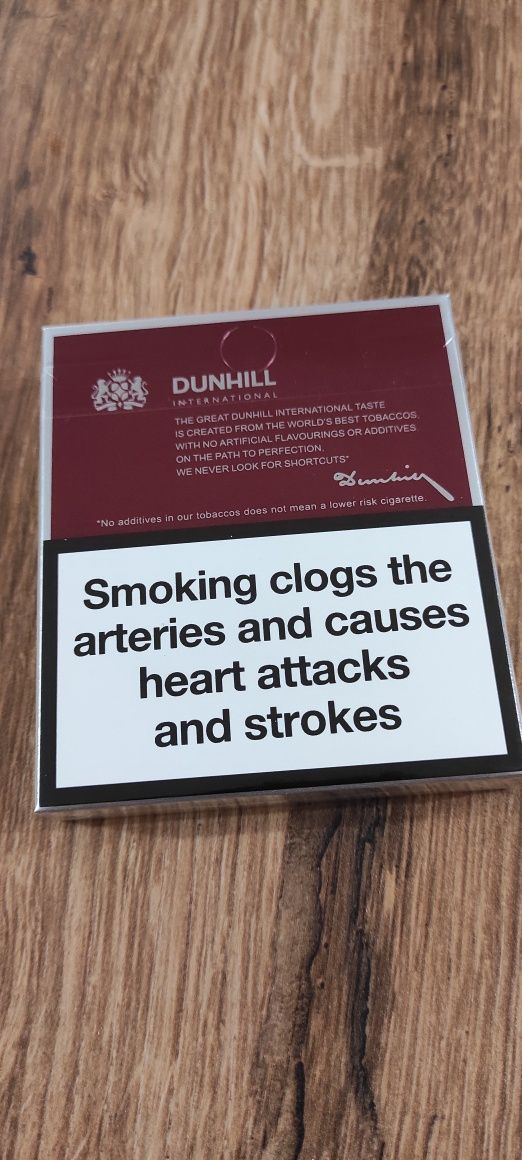 DUNHILL
INTERNATIONAL
THE GREAT DUNHILL INTERNATIONAL TASTE
IS CREATED FROM THE WORLD'S BEST TOBACCOS.
WITH NO ARTIFICIAL FLAVOURINGS OR ADDITIVES
ON THE PATH TO PERFECTION.
WE NEVER LOOK FOR SHORTCUTS*
Dunhill
*No additives in our tobaccos does not mean a lower risk cigarette.
Smoking clogs the
arteries and causes
heart attacks
and strokes